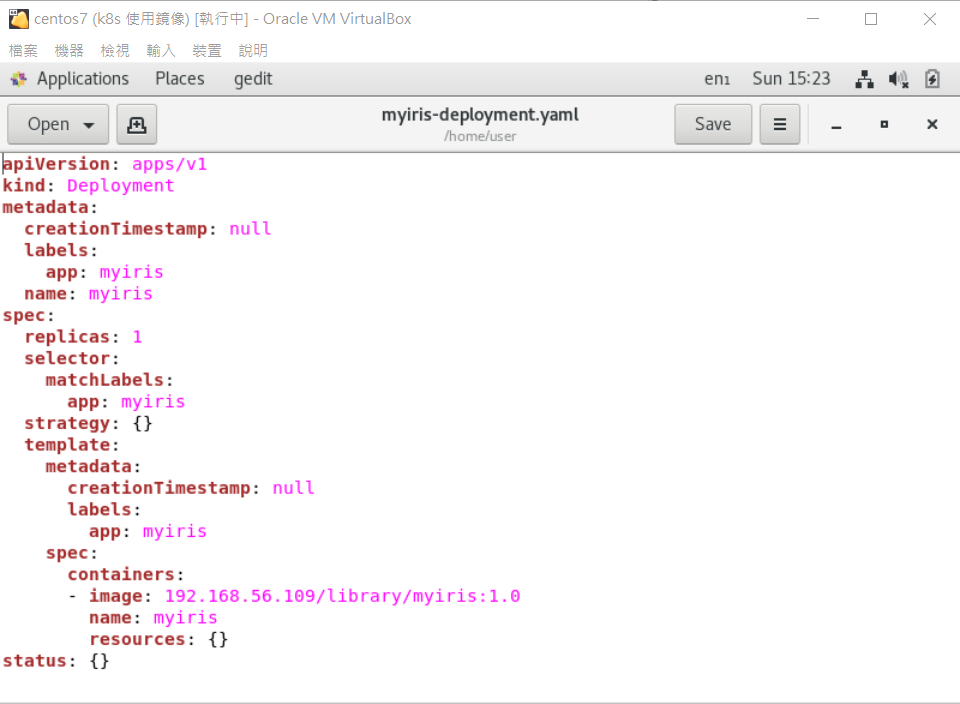 centos7 (k8s 使用鏡像) [執行中] - Oracle VM VirtualBox
檔案 機器 檢視 輸入 裝置 說明
Applications Places gedit en1 Sun 15:23
Open myiris-deployment.yaml Save
/home/user
apiVersion: apps/v1
kind: Deployment
metadata:
  creationTimestamp: null
  labels:
    app: myiris
  name: myiris
spec:
  replicas: 1
  selector:
    matchLabels:
      app: myiris
  strategy: {}
  template:
    metadata:
      creationTimestamp: null
      labels:
        app: myiris
    spec:
      containers:
      - image: 192.168.56.109/library/myiris:1.0
        name: myiris
        resources: {}
status: {}